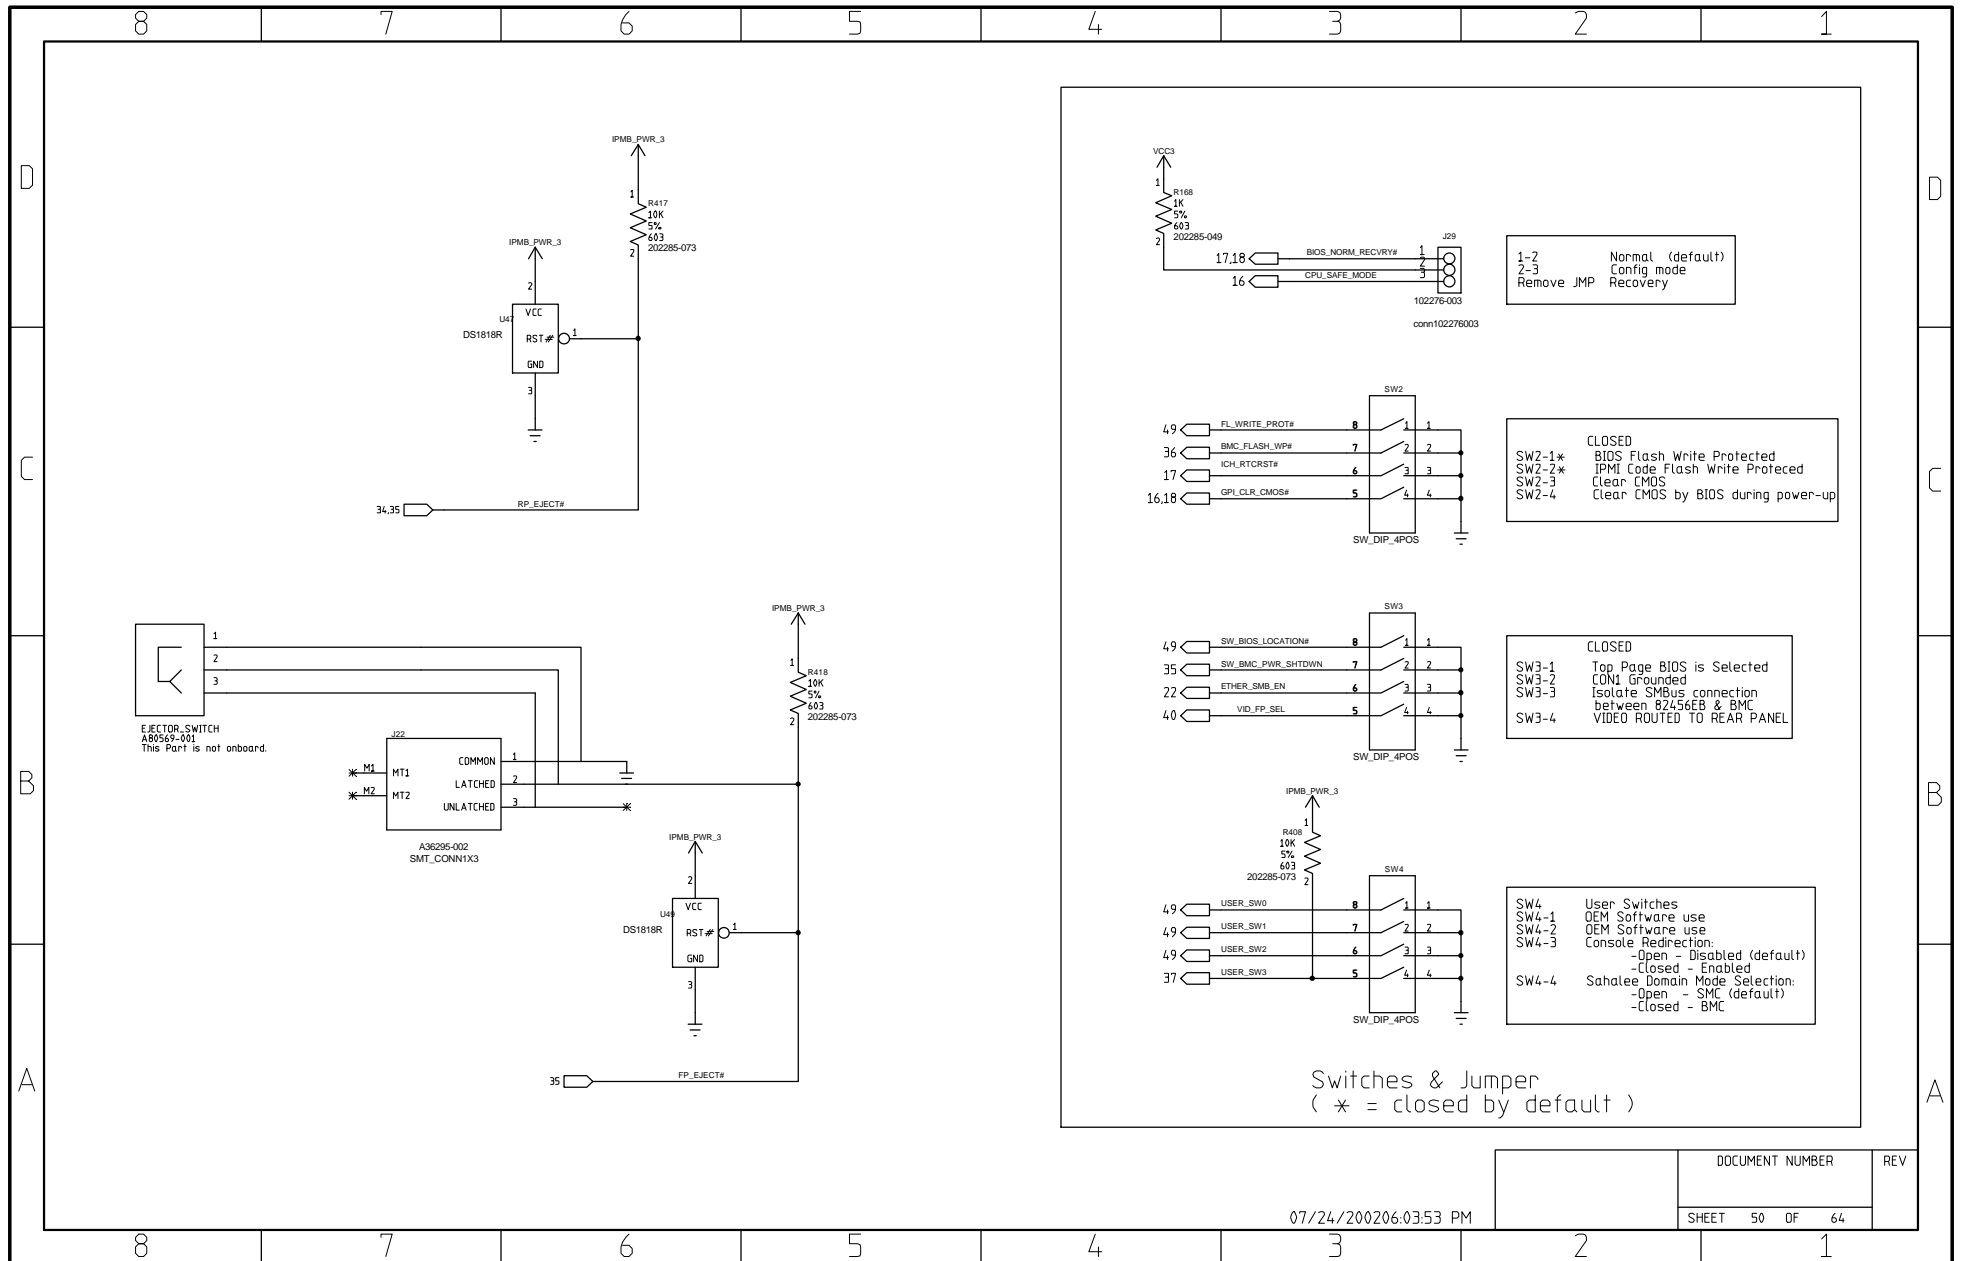 8 7 6 5 4 3 2 1
D
D
C
C
B
B
A
A
IPMB_PWR_3
1
R417
10K
5%
603
202285-073
2
IPMB_PWR_3
2
U47
VCC
DS1818R
RST#
1
GND
3
34,35
RP_EJECT#
1
2
3
EJECTOR_SWITCH
A80569-001
This Part is not onboard.
J22
M1 MT1
M2 MT2
COMMON 1
LATCHED 2
UNLATCHED 3
A36295-002
SMT_CONN1X3
IPMB_PWR_3
1
R418
10K
5%
603
202285-073
2
IPMB_PWR_3
2
U49
VCC
DS1818R
RST#
1
GND
3
35
FP_EJECT#
VCC3
1
R168
1K
5%
603
202285-049
2
J29
17,18 BIOS_NORM_RECVRY# 1
2
16 CPU_SAFE_MODE 3
102276-003
conn102276003
1-2 Normal (default)
2-3 Config mode
Remove JMP Recovery
SW2
49 FL_WRITE_PROT# 8 1 1
36 BMC_FLASH_WP# 7 2 2
17 ICH_RTCRST# 6 3 3
16,18 GPI_CLR_CMOS# 5 4 4
SW_DIP_4POS
CLOSED
SW2-1* BIOS Flash Write Protected
SW2-2* IPMI Code Flash Write Proteced
SW2-3 Clear CMOS
SW2-4 Clear CMOS by BIOS during power-up
SW3
49 SW_BIOS_LOCATION# 8 1 1
35 SW_BMC_PWR_SHTDWN 7 2 2
22 ETHER_SMB_EN 6 3 3
40 VID_FP_SEL 5 4 4
SW_DIP_4POS
CLOSED
SW3-1 Top Page BIOS is Selected
SW3-2 CON1 Grounded
SW3-3 Isolate SMBus connection
between 82456EB & BMC
SW3-4 VIDEO ROUTED TO REAR PANEL
IPMB_PWR_3
1
R408
10K
5%
603
202285-073
2
SW4
49 USER_SW0 8 1 1
49 USER_SW1 7 2 2
49 USER_SW2 6 3 3
37 USER_SW3 5 4 4
SW_DIP_4POS
SW4 User Switches
SW4-1 OEM Software use
SW4-2 OEM Software use
SW4-3 Console Redirection:
-Open - Disabled (default)
-Closed - Enabled
SW4-4 Sahalee Domain Mode Selection:
-Open - SMC (default)
-Closed - BMC
Switches & Jumper
( * = closed by default )
DOCUMENT NUMBER
REV
07/24/200206:03:53 PM
SHEET 50 OF 64
8 7 6 5 4 3 2 1